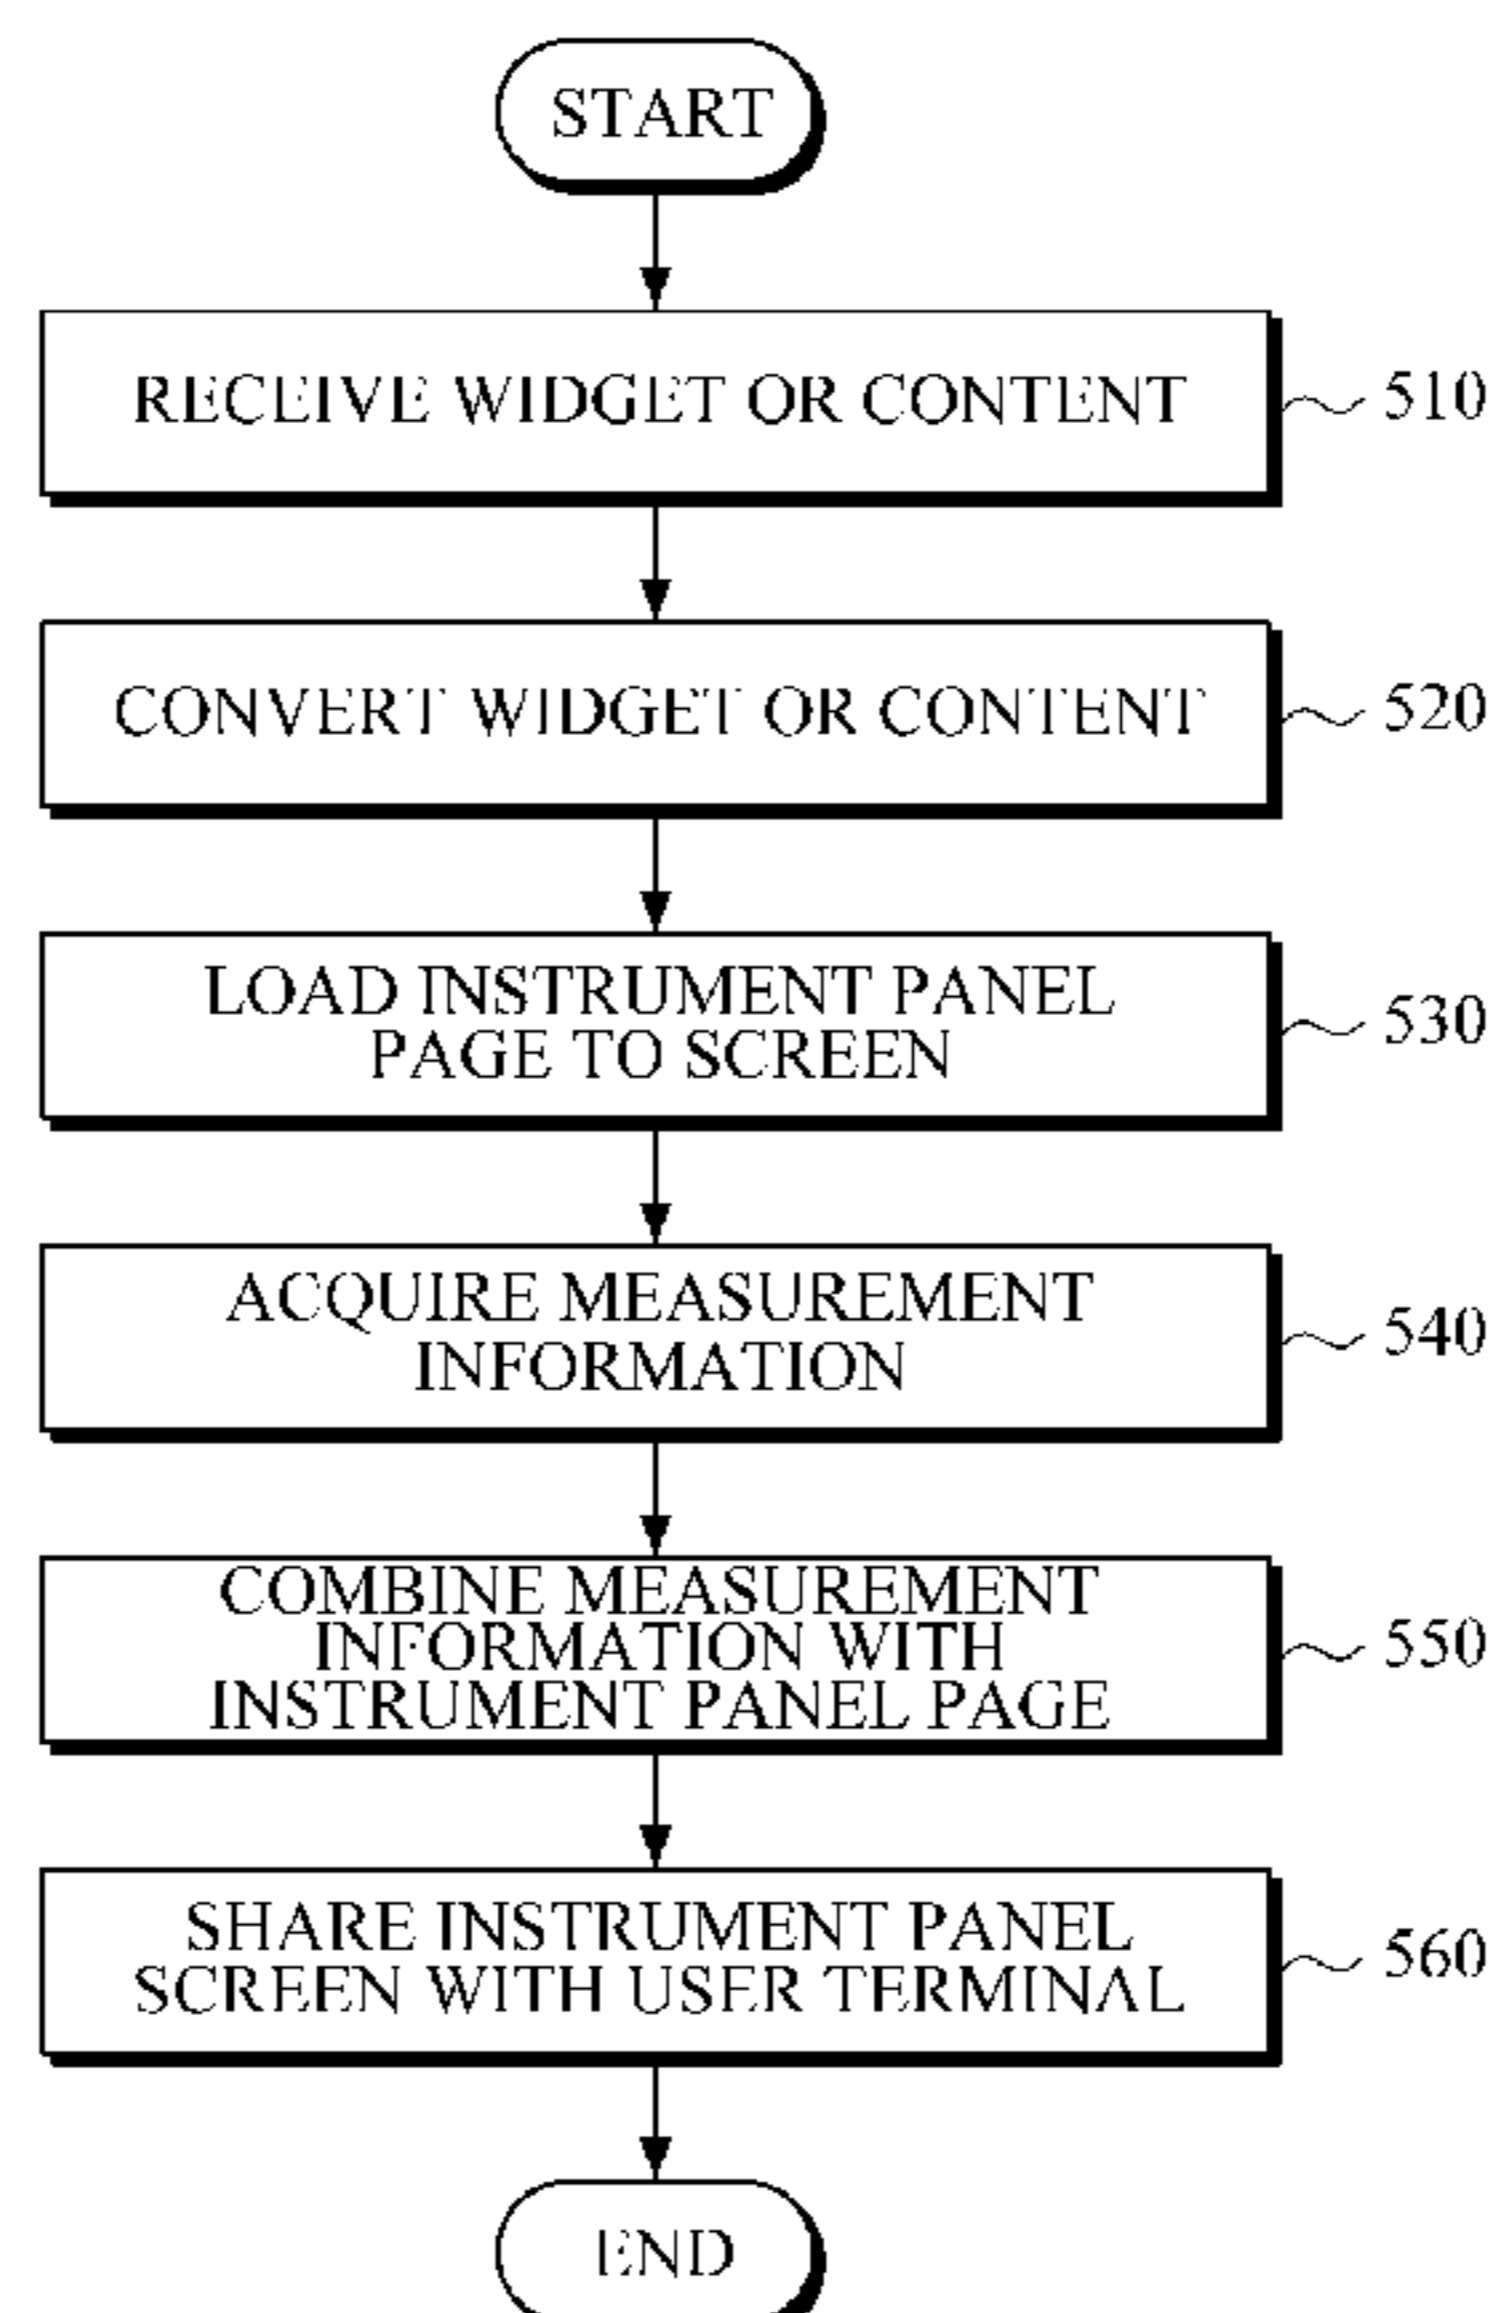 START
RECEIVE WIDGET OR CONTENT
510
CONVERT WIDGET OR CONTENT
520
LOAD INSTRUMENT PANEL
PAGE TO SCREEN
530
ACQUIRE MEASUREMENT
INFORMATION
540
COMBINE MEASUREMENT
INFORMATION WITH
INSTRUMENT PANEL PAGE
550
SHARE INSTRUMENT PANEL
SCREEN WITH USER TERMINAL
560
END